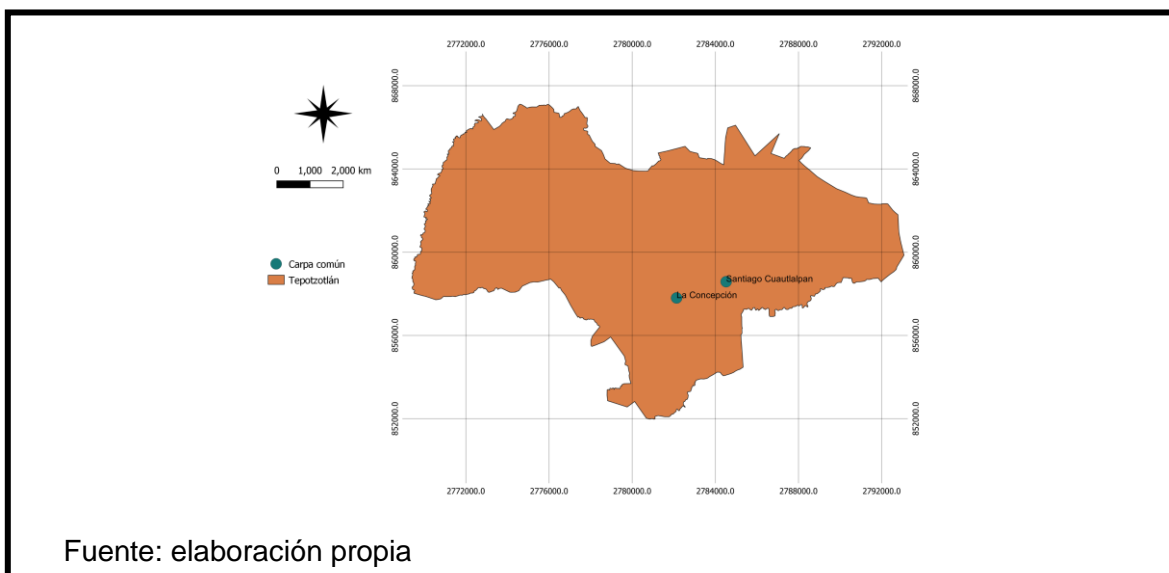 2772000.0 2776000.0 2780000.0 2784000.0 2788000.0 2792000.0
868000.0 868000.0
0 1,000 2,000 km
864000.0 864000.0
Carpa común
Tepotzotlán
860000.0 860000.0
Santiago Cuautlalpan
La Concepción
856000.0 856000.0
852000.0 852000.0
2772000.0 2776000.0 2780000.0 2784000.0 2788000.0 2792000.0
Fuente: elaboración propia